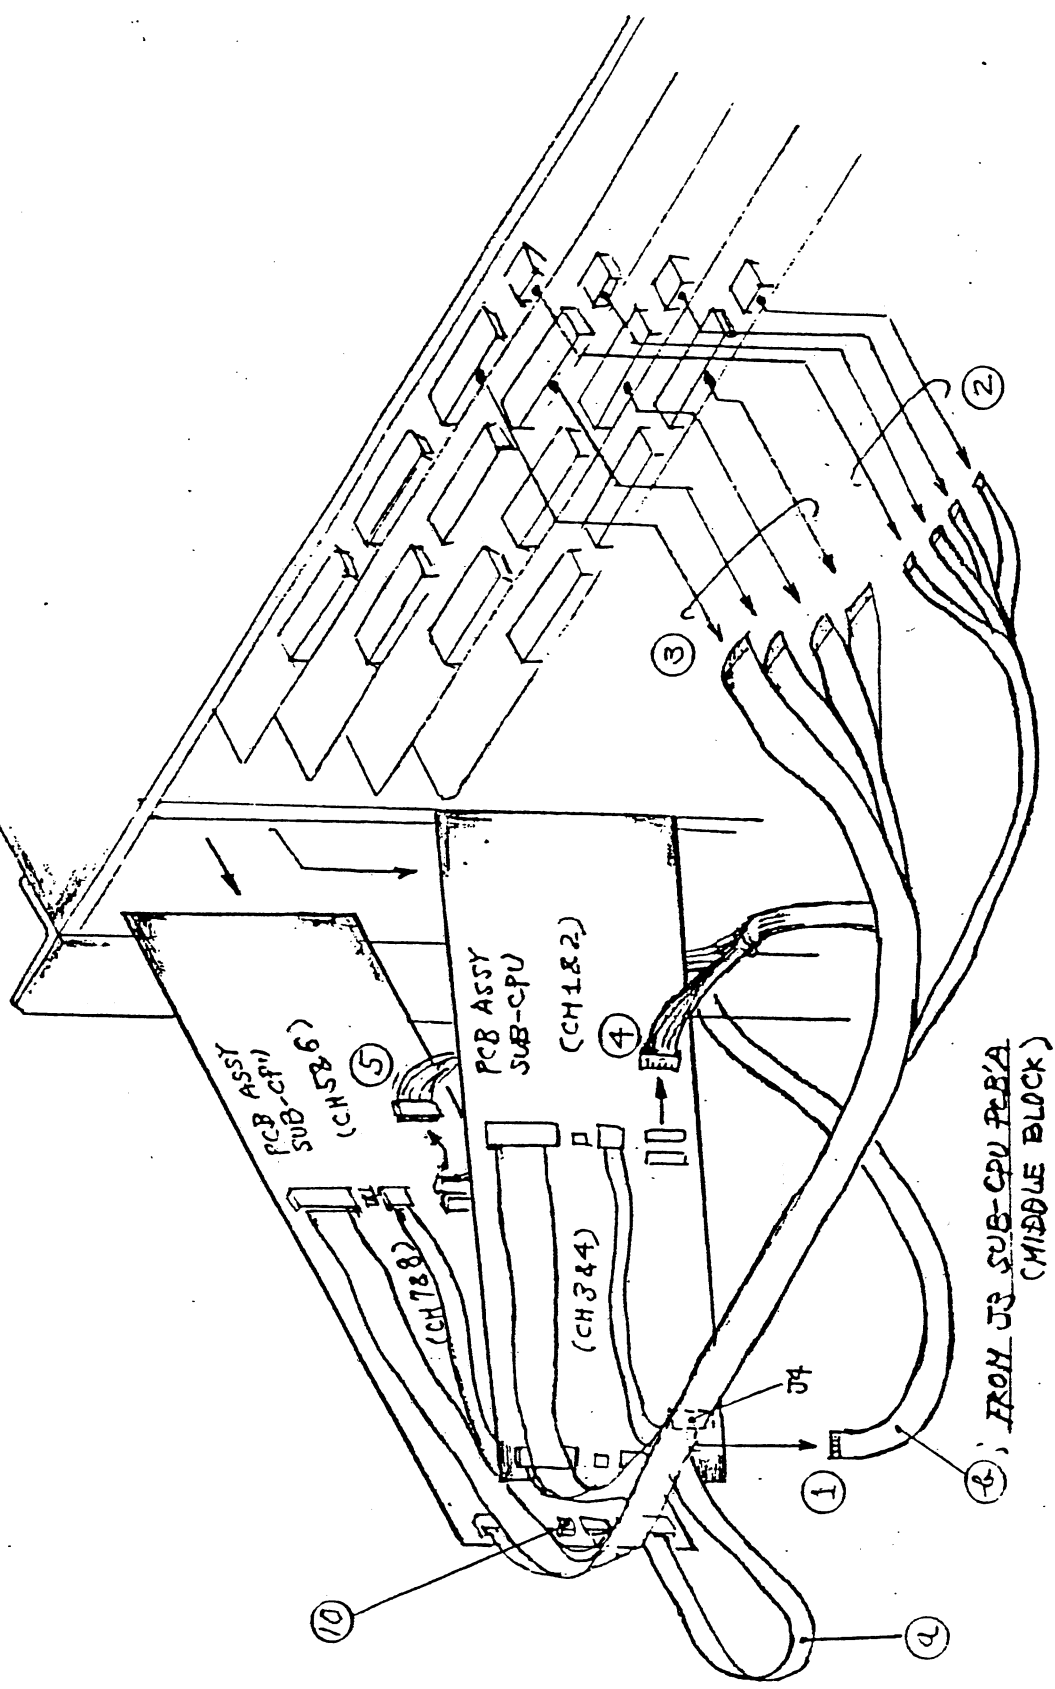 PCB ASSY
SUB-CPU
(CH5&6)
(CH7&8)
5
PCB ASSY
SUB-CPU
(CH1&2)
4
(CH3&4)
3
2
10
J4
1
a
b; FROM J3 SUB-CPU PCB'A
(MIDDLE BLOCK)